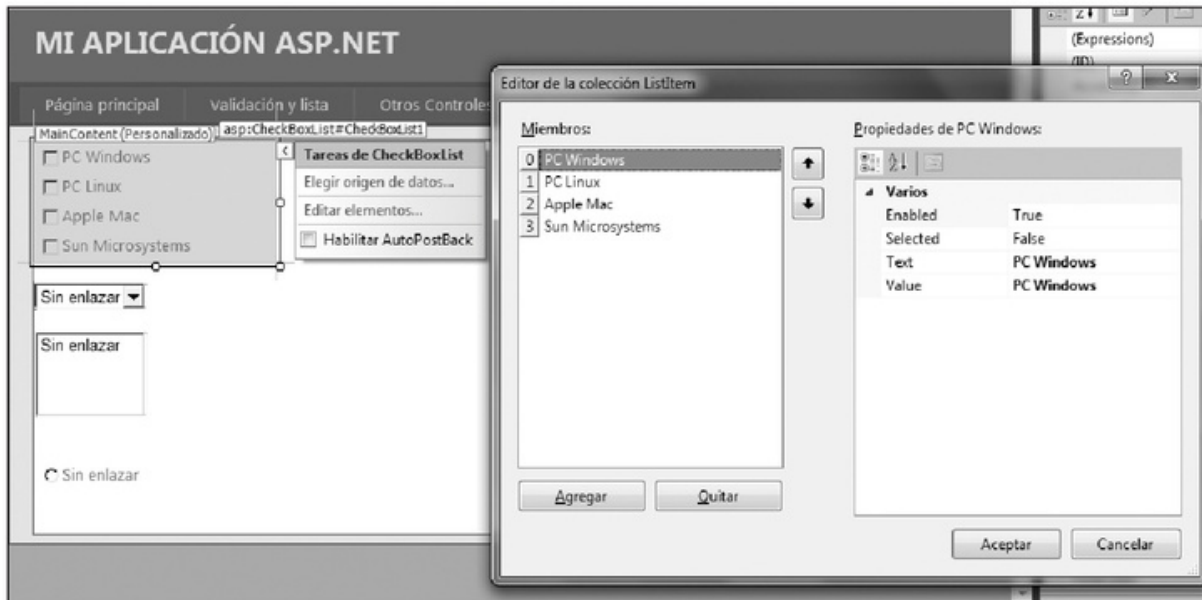 MI APLICACIÓN ASP.NET
Página principal
Validación y lista
Otros Controles
MainContent (Personalizado)
asp:CheckBoxList#CheckBoxList1
PC Windows
PC Linux
Apple Mac
Sun Microsystems
Tareas de CheckBoxList
Elegir origen de datos...
Editar elementos...
Habilitar AutoPostBack
Sin enlazar
Sin enlazar
Sin enlazar
(Expressions)
(ID)
Editor de la colección ListItem
Miembros:
0 PC Windows
1 PC Linux
2 Apple Mac
3 Sun Microsystems
Agregar
Quitar
Propiedades de PC Windows:
Varios
Enabled True
Selected False
Text PC Windows
Value PC Windows
Aceptar
Cancelar